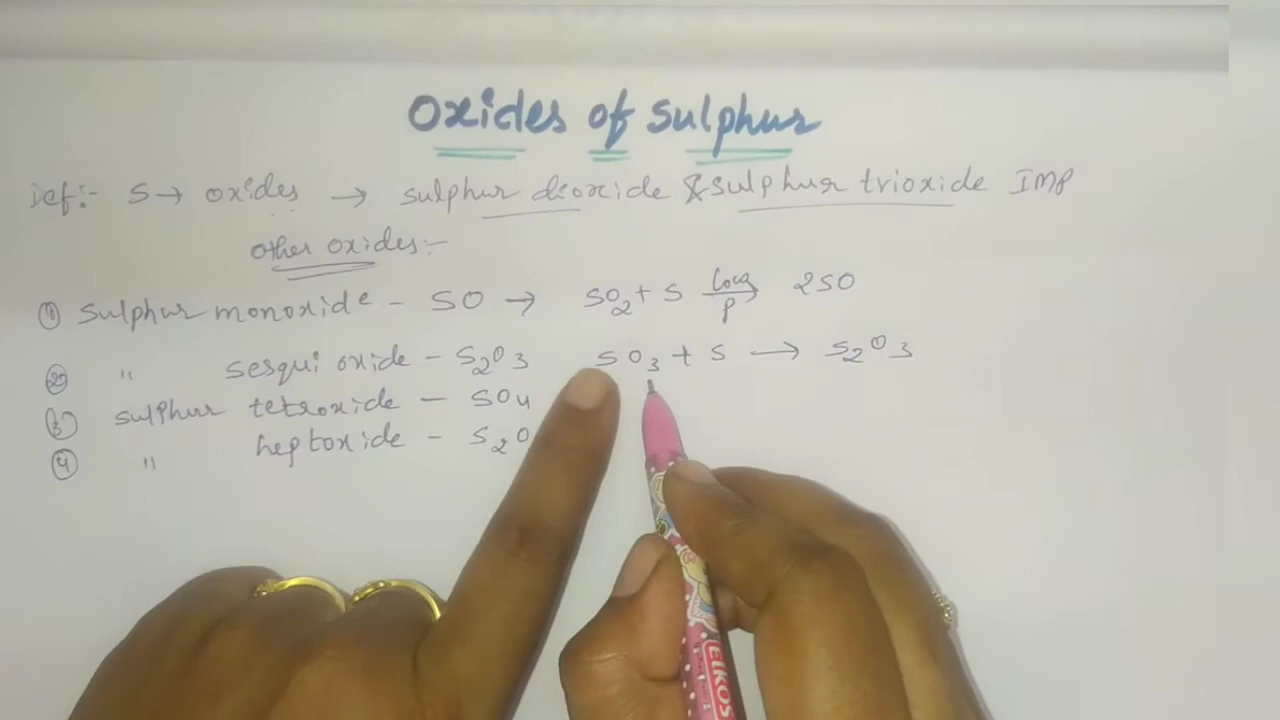 Oxides of Sulphur
Def:- S → oxides → sulphur dioxide & sulphur trioxide IMP
other oxides:-
① Sulphur monoxide - SO → SO2 + S → 2SO
P
② " sesqui oxide - S2O3 SO3 + S → S2O3
③ sulphur tetroxide - SO4
④ " heptoxide - S2O
ELKOS